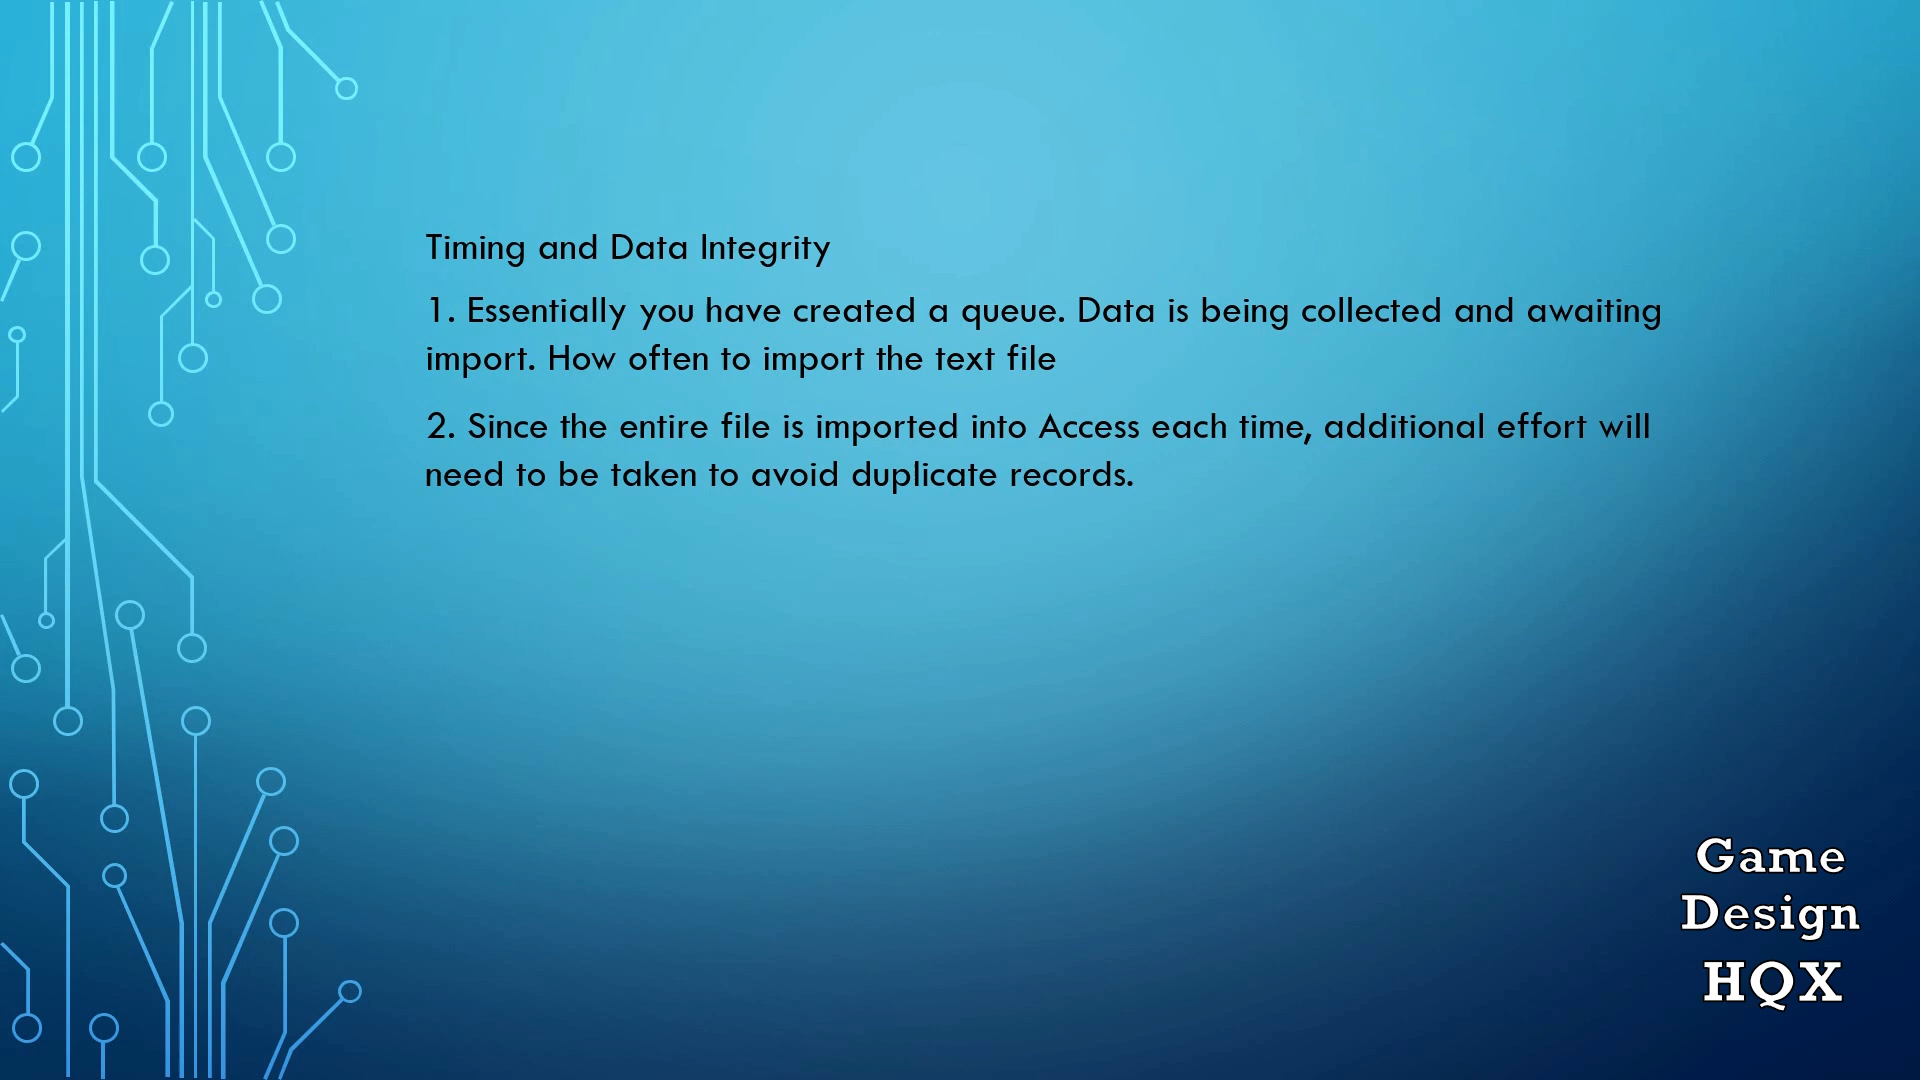 Timing and Data Integrity
1. Essentially you have created a queue. Data is being collected and awaiting
import. How often to import the text file
2. Since the entire file is imported into Access each time, additional effort will
need to be taken to avoid duplicate records.
Game
Design
HQX